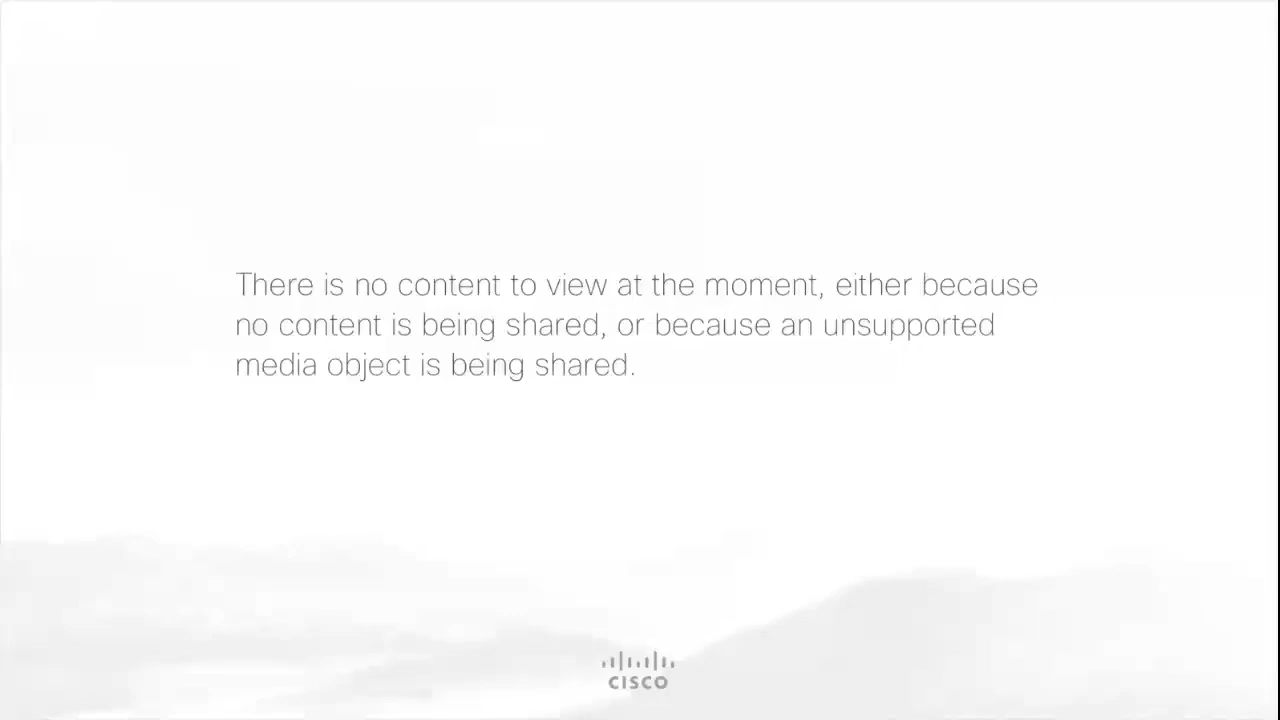 There is no content to view at the moment, either because
no content is being shared, or because an unsupported
media object is being shared.
CISCO